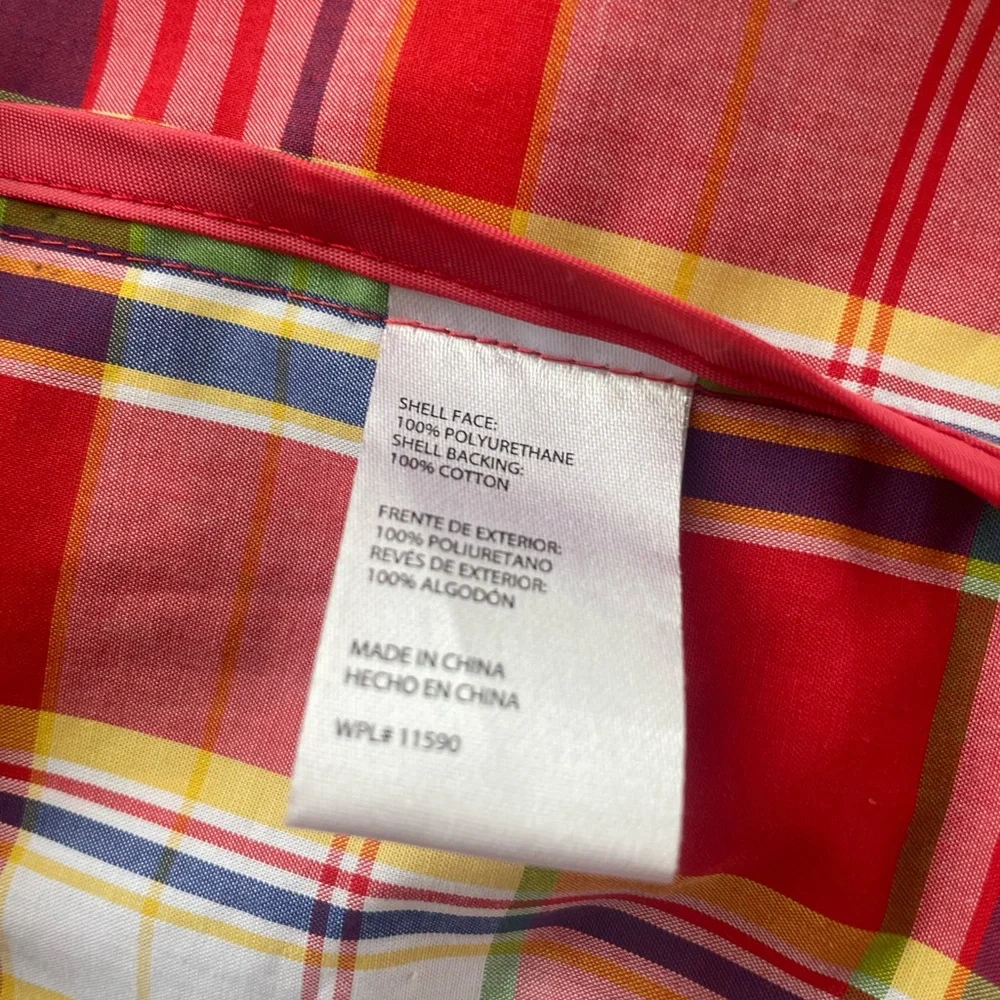 SHELL FACE:
100% POLYURETHANE
SHELL BACKING:
100% COTTON
FRENTE DE EXTERIOR:
100% POLIURETANO
REVÉS DE EXTERIOR:
100% ALGODÓN
MADE IN CHINA
HECHO EN CHINA
WPL# 11590